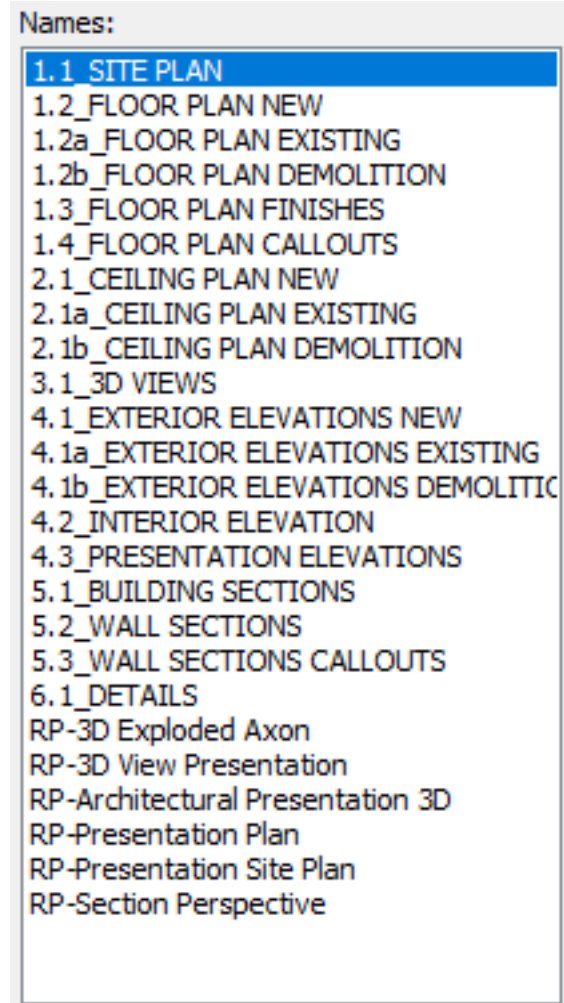 Names:
1.1_SITE PLAN
1.2_FLOOR PLAN NEW
1.2a_FLOOR PLAN EXISTING
1.2b_FLOOR PLAN DEMOLITION
1.3_FLOOR PLAN FINISHES
1.4_FLOOR PLAN CALLOUTS
2.1_CEILING PLAN NEW
2.1a_CEILING PLAN EXISTING
2.1b_CEILING PLAN DEMOLITION
3.1_3D VIEWS
4.1_EXTERIOR ELEVATIONS NEW
4.1a_EXTERIOR ELEVATIONS EXISTING
4.1b_EXTERIOR ELEVATIONS DEMOLITIC
4.2_INTERIOR ELEVATION
4.3_PRESENTATION ELEVATIONS
5.1_BUILDING SECTIONS
5.2_WALL SECTIONS
5.3_WALL SECTIONS CALLOUTS
6.1_DETAILS
RP-3D Exploded Axon
RP-3D View Presentation
RP-Architectural Presentation 3D
RP-Presentation Plan
RP-Presentation Site Plan
RP-Section Perspective